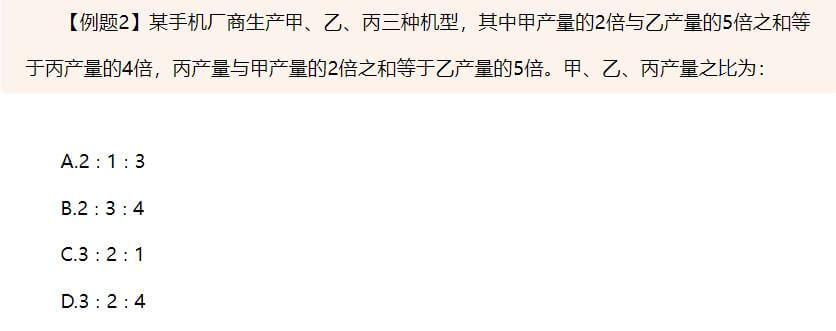 【例题2】某手机厂商生产甲、乙、丙三种机型，其中甲产量的2倍与乙产量的5倍之和等
于丙产量的4倍，丙产量与甲产量的2倍之和等于乙产量的5倍。甲、乙、丙产量之比为：
A.2 : 1 : 3
B.2 : 3 : 4
C.3 : 2 : 1
D.3 : 2 : 4